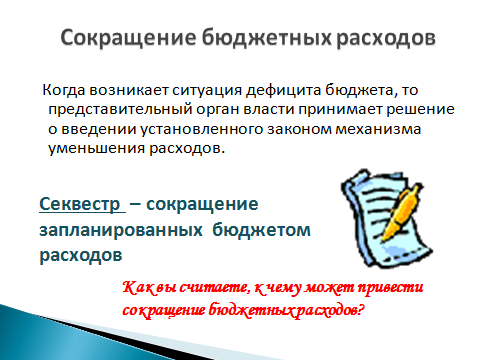 Сокращение бюджетных расходов
Когда возникает ситуация дефицита бюджета, то
представительный орган власти принимает решение
о введении установленного законом механизма
уменьшения расходов.
Секвестр – сокращение
запланированных бюджетом
расходов
Как вы считаете, к чему может привести
сокращение бюджетных расходов?